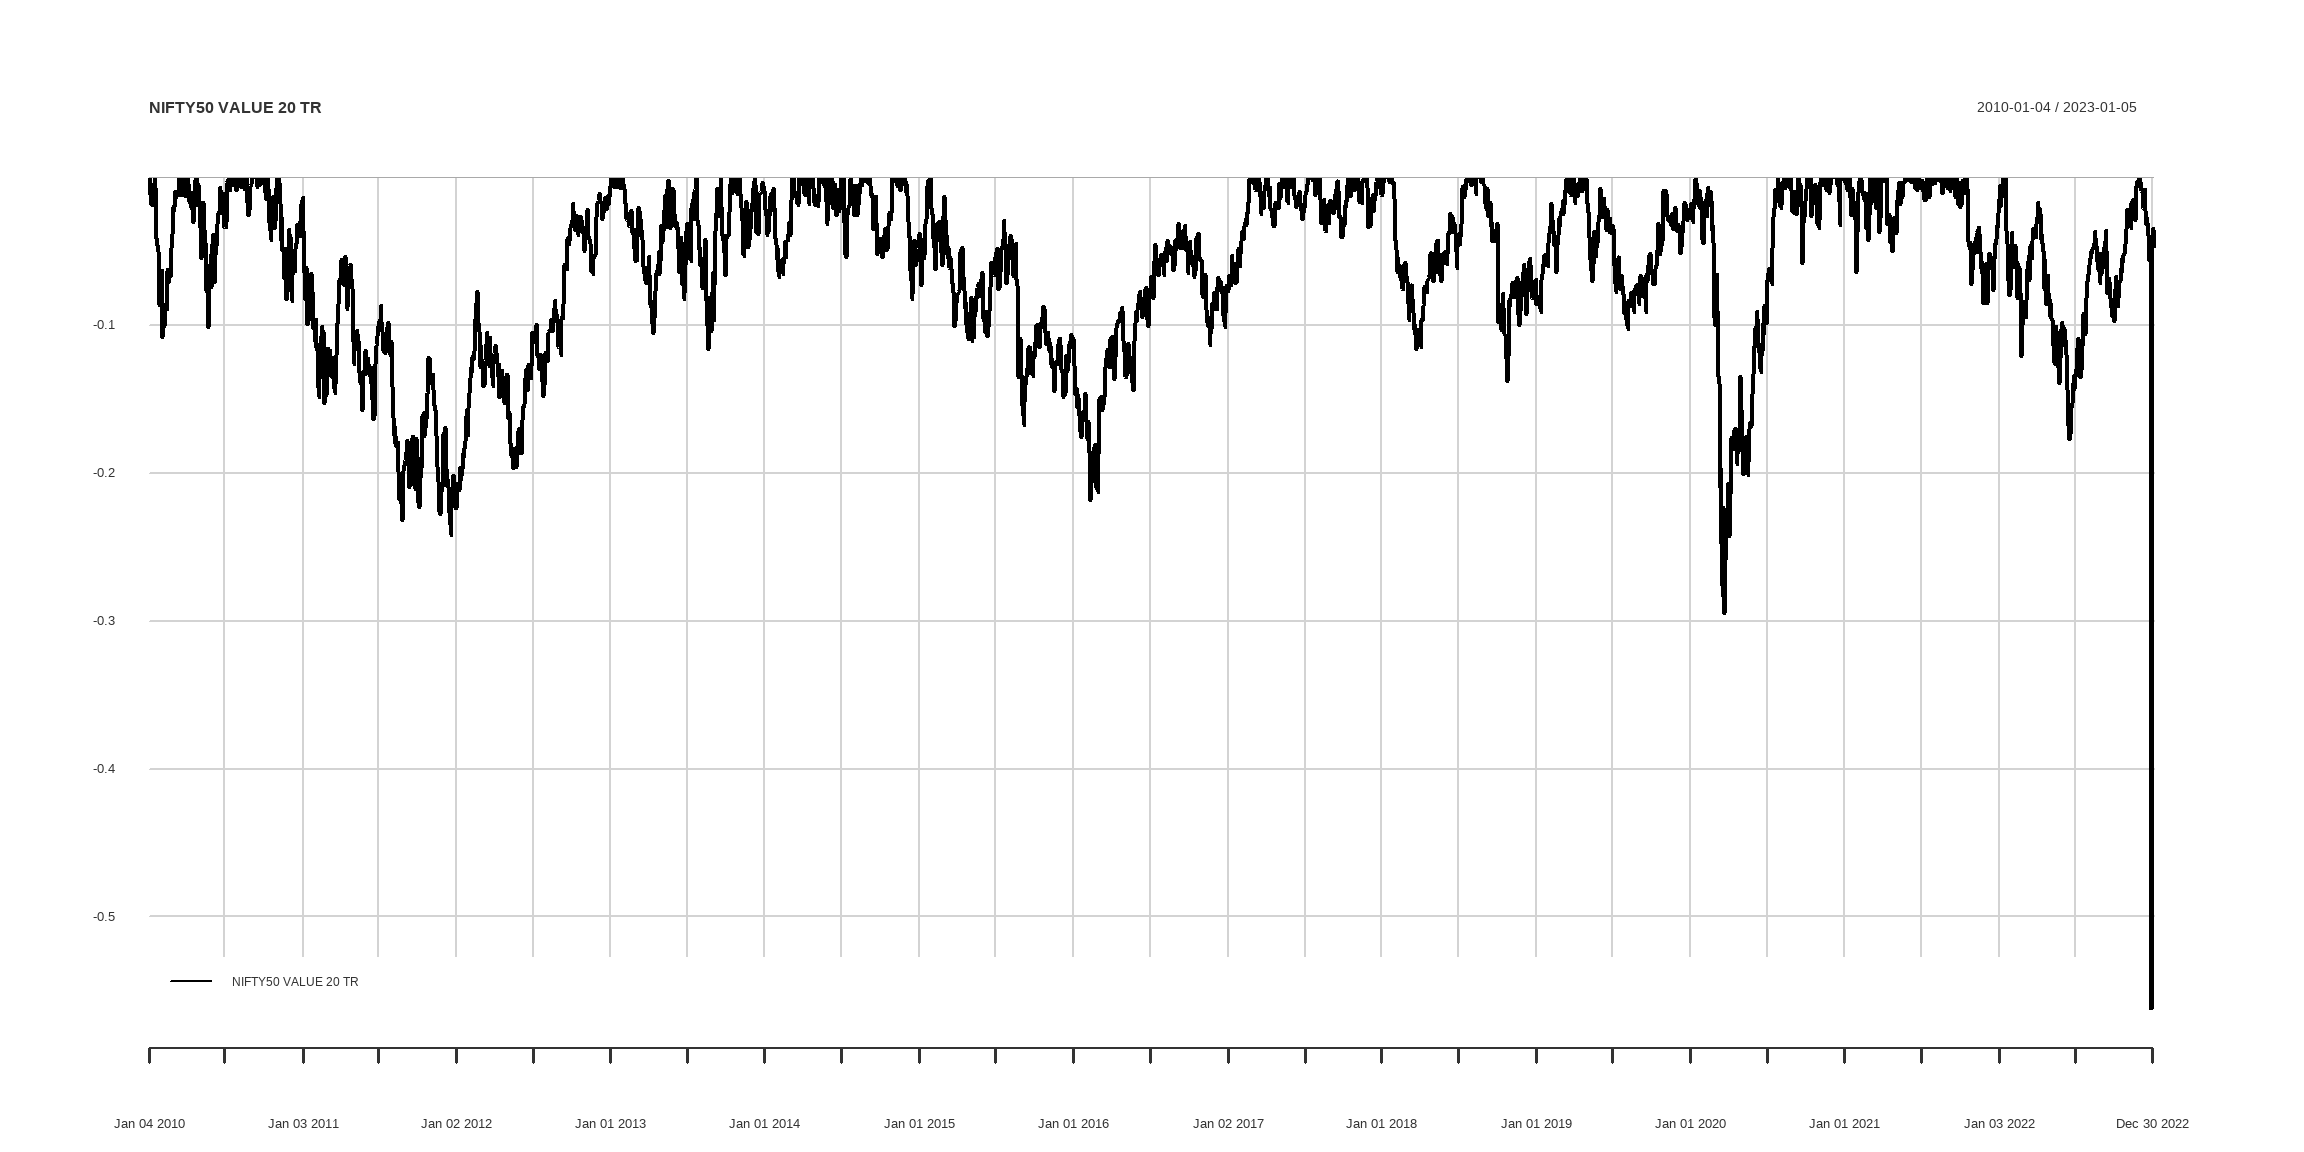 NIFTY50 VALUE 20 TR
2010-01-04 / 2023-01-05
-0.1
-0.2
-0.3
-0.4
-0.5
NIFTY50 VALUE 20 TR
Jan 04 2010
Jan 03 2011
Jan 02 2012
Jan 01 2013
Jan 01 2014
Jan 01 2015
Jan 01 2016
Jan 02 2017
Jan 01 2018
Jan 01 2019
Jan 01 2020
Jan 01 2021
Jan 03 2022
Dec 30 2022